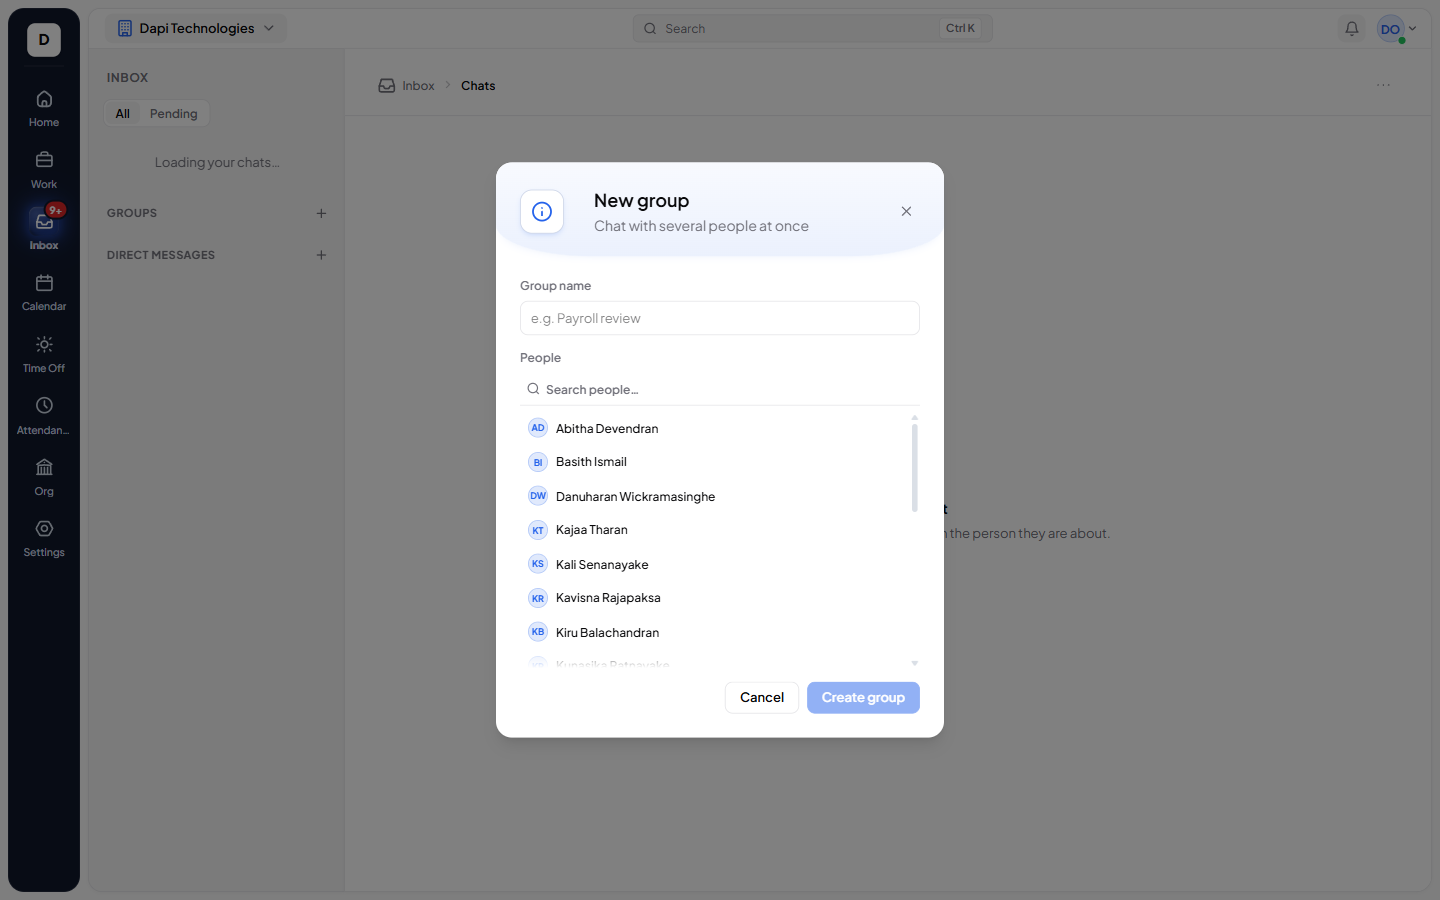 D
Dapi Technologies
Search
Ctrl K
DO
Home
Work
9+
Inbox
Calendar
Time Off
Attendan...
Org
Settings
INBOX
All
Pending
Loading your chats...
GROUPS
DIRECT MESSAGES
Inbox
Chats
...
New group
Chat with several people at once
Group name
e.g. Payroll review
People
Search people...
AD Abitha Devendran
BI Basith Ismail
DW Danuharan Wickramasinghe
KT Kajaa Tharan
KS Kali Senanayake
KR Kavisna Rajapaksa
KB Kiru Balachandran
Cancel
Create group
the person they are about.